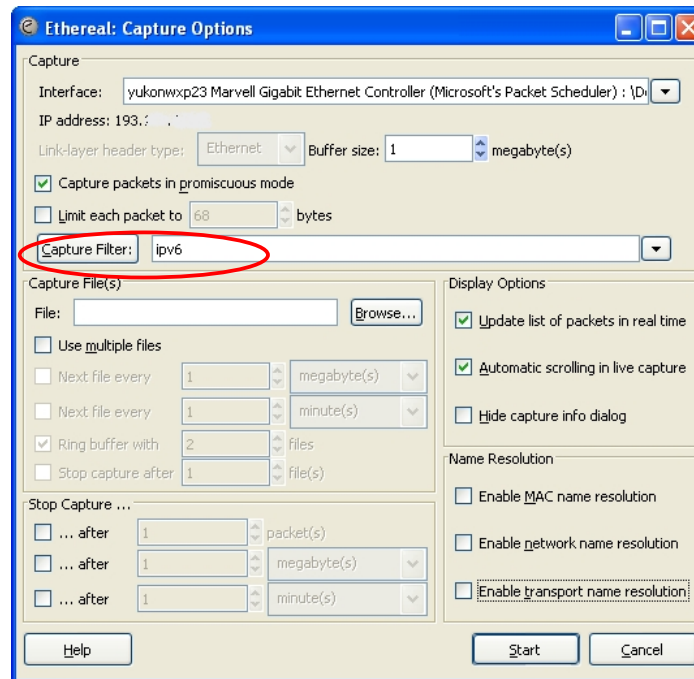 Ethereal: Capture Options
Capture
Interface: yukonwxp23 Marvell Gigabit Ethernet Controller (Microsoft's Packet Scheduler) : \D
IP address: 193.
Link-layer header type: Ethernet Buffer size: 1 megabyte(s)
Capture packets in promiscuous mode
Limit each packet to 68 bytes
Capture Filter: ipv6
Capture File(s)
File: Browse...
Use multiple files
Next file every 1 megabyte(s)
Next file every 1 minute(s)
Ring buffer with 2 files
Stop capture after 1 file(s)
Stop Capture ...
... after 1 packet(s)
... after 1 megabyte(s)
... after 1 minute(s)
Display Options
Update list of packets in real time
Automatic scrolling in live capture
Hide capture info dialog
Name Resolution
Enable MAC name resolution
Enable network name resolution
Enable transport name resolution
Help Start Cancel